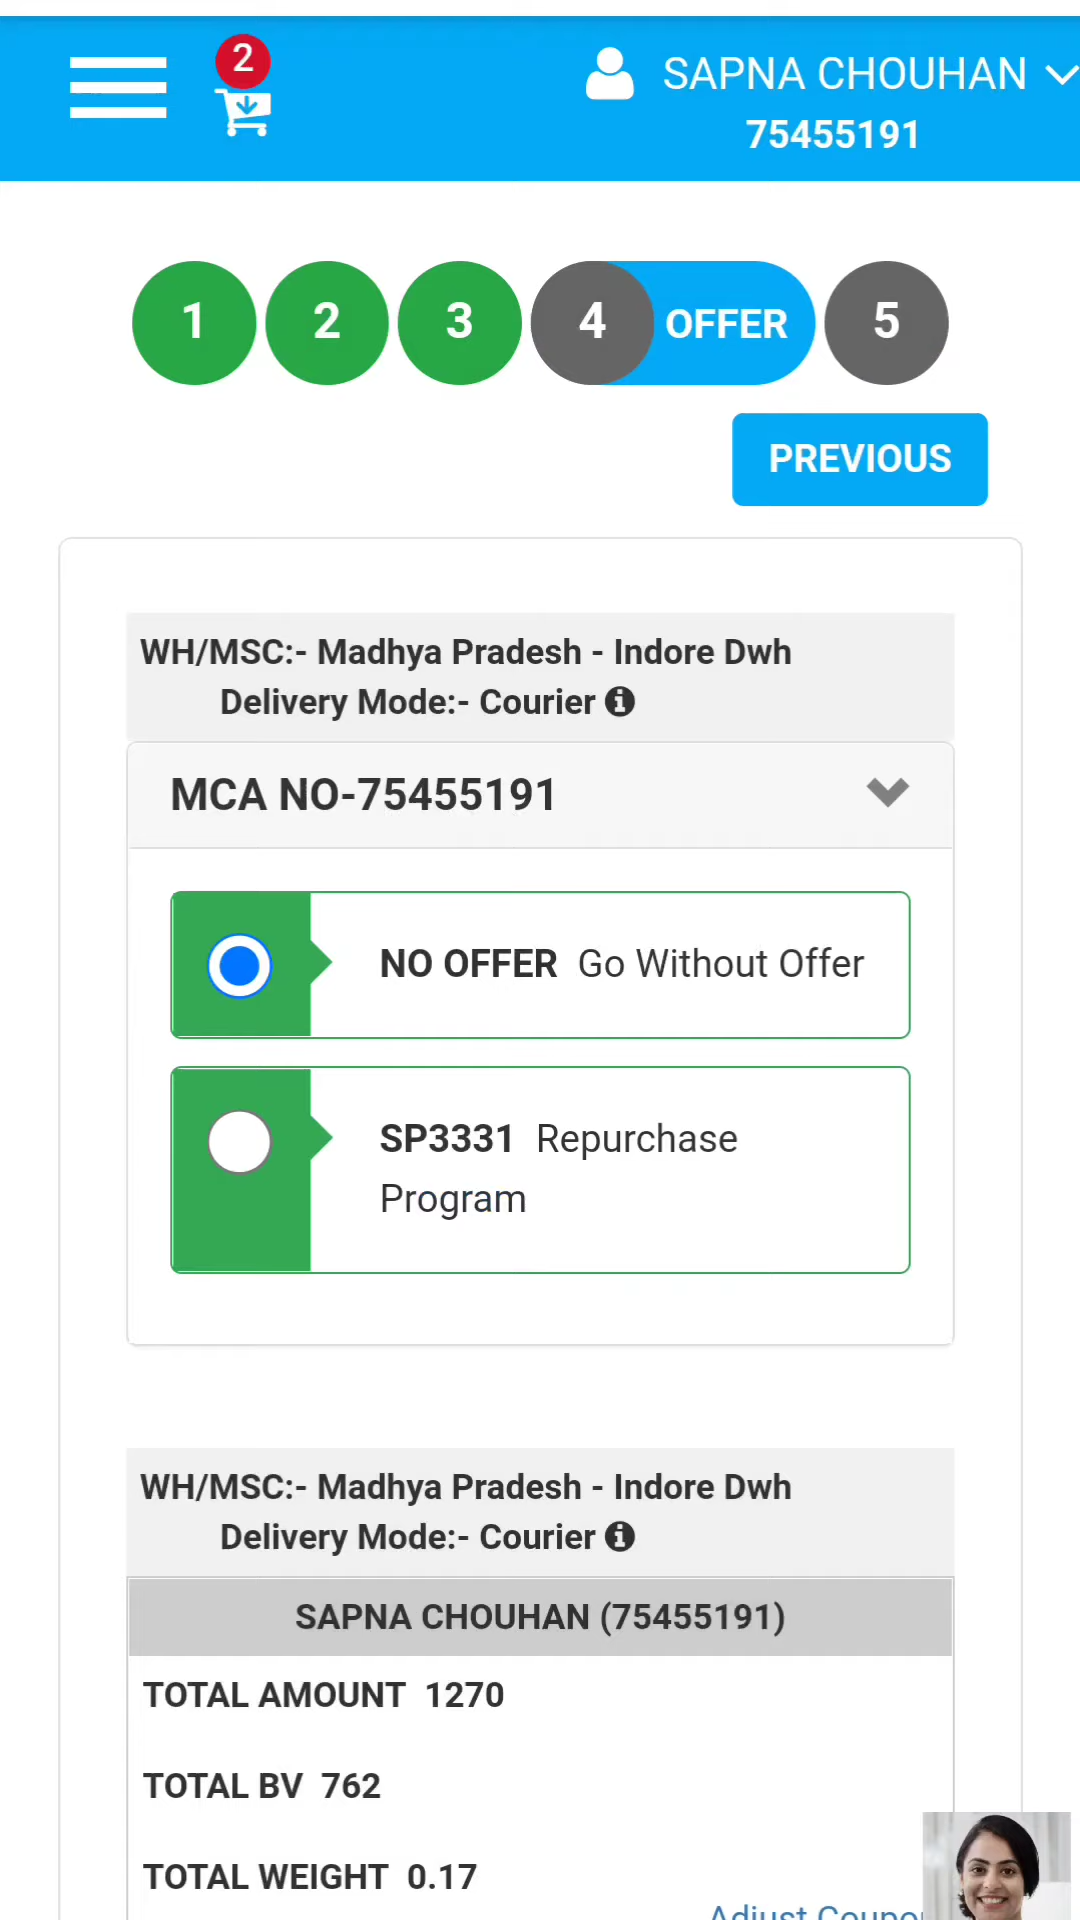 2
SAPNA CHOUHAN
75455191
1 2 3 4 OFFER 5
PREVIOUS
WH/MSC:- Madhya Pradesh - Indore Dwh
Delivery Mode:- Courier
MCA NO-75455191
NO OFFER Go Without Offer
SP3331 Repurchase
Program
WH/MSC:- Madhya Pradesh - Indore Dwh
Delivery Mode:- Courier
SAPNA CHOUHAN (75455191)
TOTAL AMOUNT 1270
TOTAL BV 762
TOTAL WEIGHT 0.17
Adjust